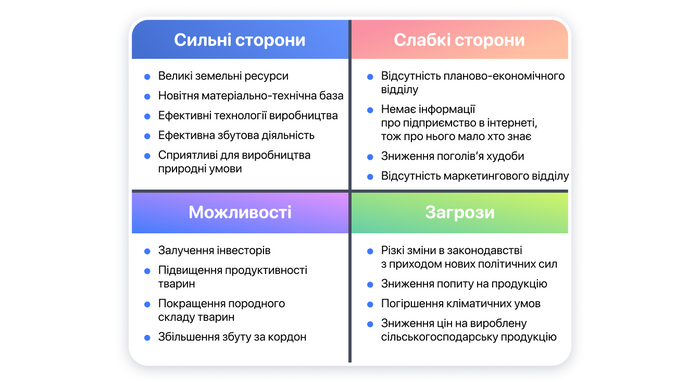 Сильні сторони
Великі земельні ресурси
Новітня матеріально-технічна база
Ефективні технології виробництва
Ефективна збутова діяльність
Сприятливі для виробництва
природні умови
Слабкі сторони
Відсутність планово-економічного
відділу
Немає інформації
про підприємство в інтернеті,
тож про нього мало хто знає
Зниження поголів’я худоби
Відсутність маркетингового відділу
Можливості
Залучення інвесторів
Підвищення продуктивності
тварин
Покращення породного
складу тварин
Збільшення збуту за кордон
Загрози
Різкі зміни в законодавстві
з приходом нових політичних сил
Зниження попиту на продукцію
Погіршення кліматичних умов
Зниження цін на вироблену
сільськогосподарську продукцію